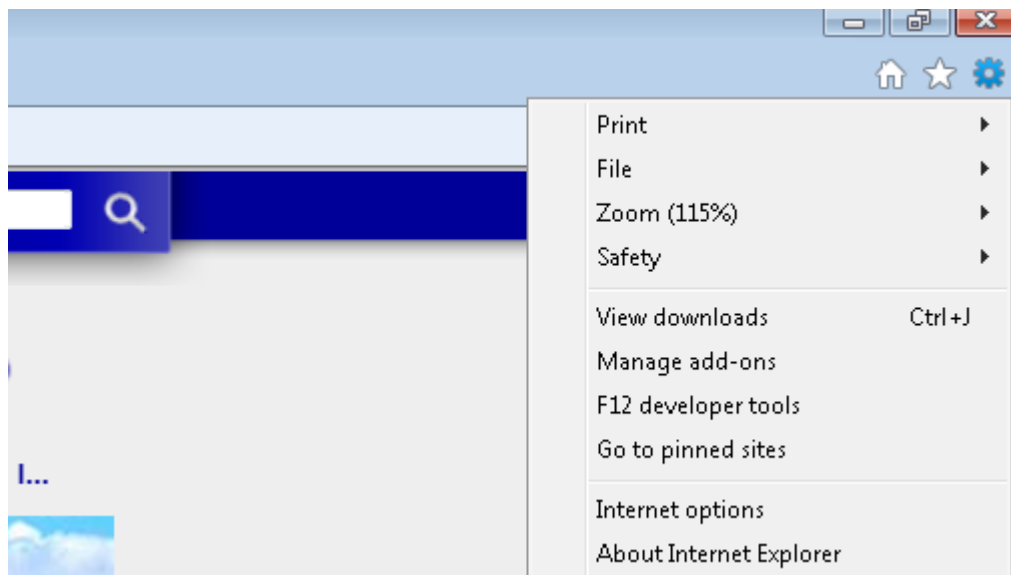 Print
File
Zoom (115%)
Safety
View downloads Ctrl+J
Manage add-ons
F12 developer tools
Go to pinned sites
I...
Internet options
About Internet Explorer